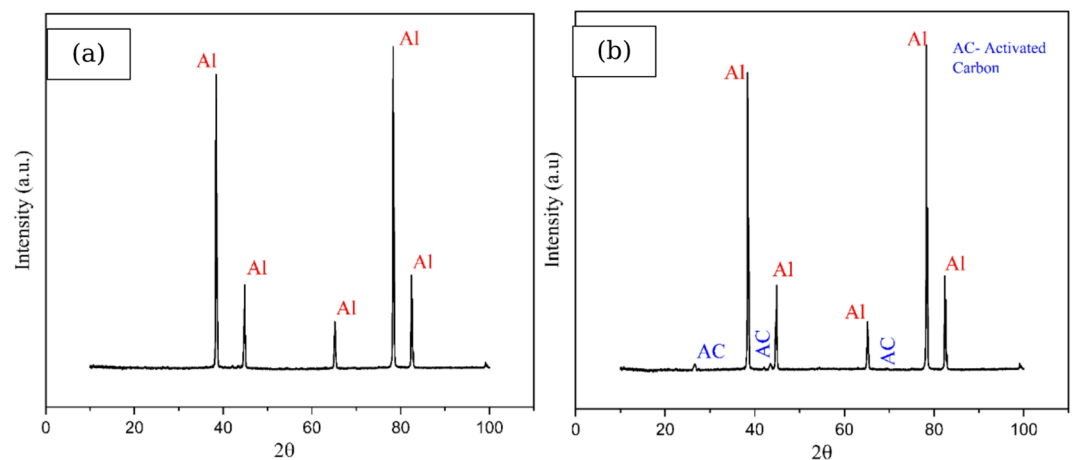 (a)
Al
Al
Al
Al
Al
Intensity (a.u.)
0
20
40
60
80
100
2θ
(b)
AC- Activated
Carbon
Al
Al
Al
Al
Al
AC
AC
AC
Intensity (a.u)
0
20
40
60
80
100
2θ